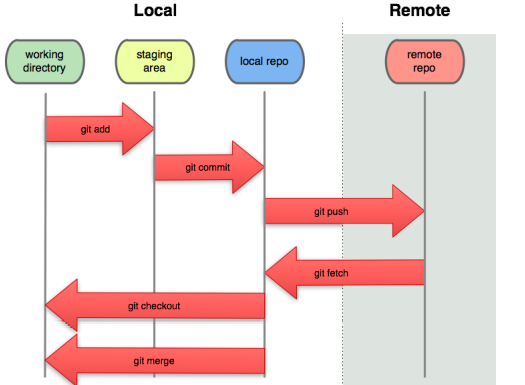 Local
Remote
working
directory
staging
area
local repo
remote
repo
git add
git commit
git push
git fetch
git checkout
git merge